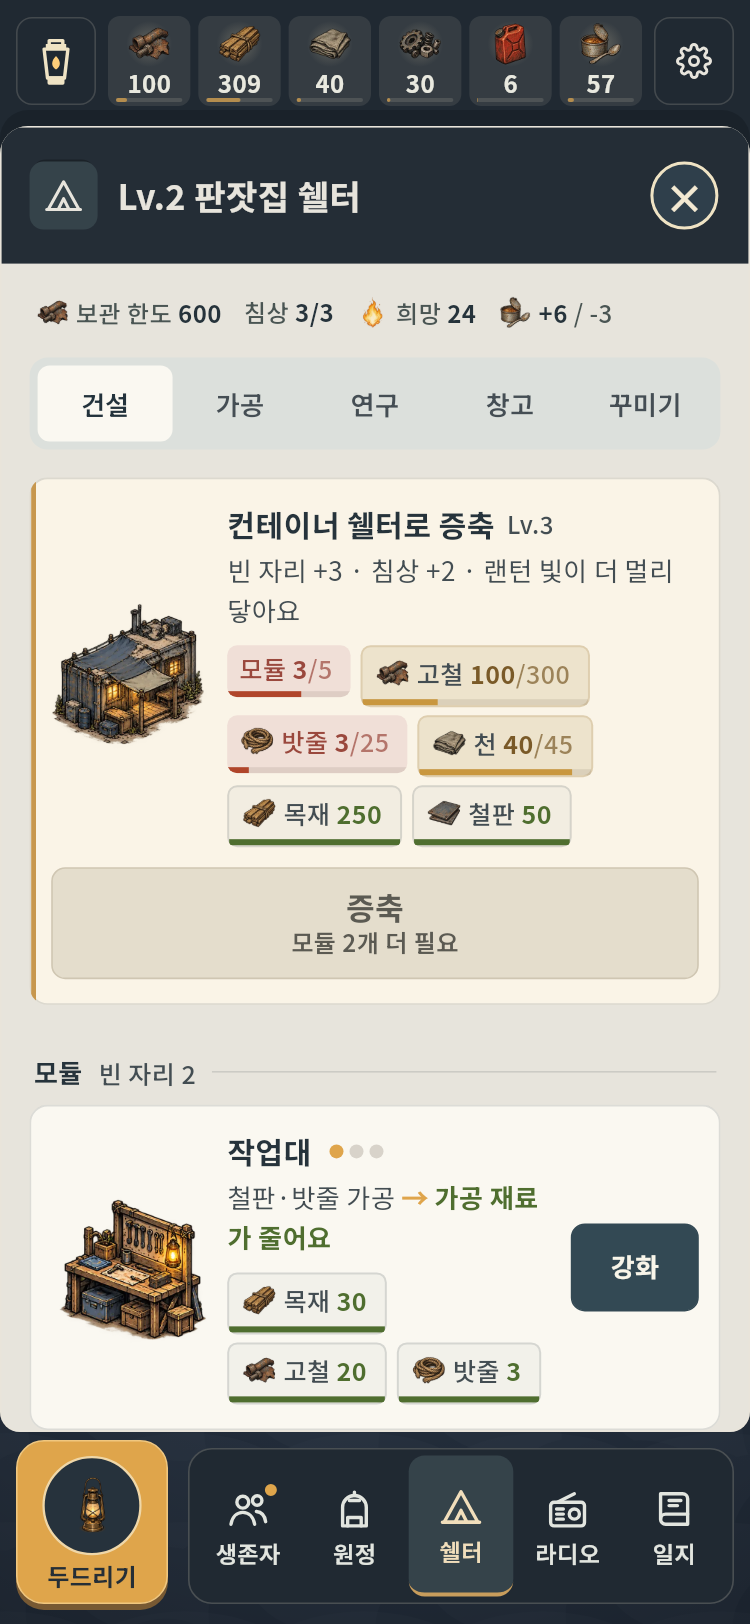 100 309 40 30 6 57
Lv.2 판잣집 쉘터
보관 한도 600 침상 3/3 희망 24 +6 / -3
건설 가공 연구 창고 꾸미기
컨테이너 쉘터로 증축 Lv.3
빈 자리 +3 · 침상 +2 · 랜턴 빛이 더 멀리
닿아요
모듈 3/5 고철 100/300
밧줄 3/25 천 40/45
목재 250 철판 50
증축
모듈 2개 더 필요
모듈 빈 자리 2
작업대
철판·밧줄 가공 → 가공 재료
가 줄어요
강화
목재 30
고철 20 밧줄 3
두드리기
생존자 원정 쉘터 라디오 일지